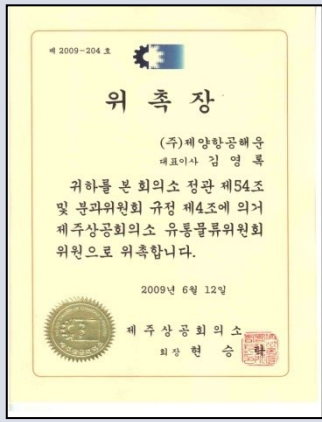 제 2009-204 호
위 촉 장
(주)제양항공해운
대표이사 김 영 록
귀하를 본 회의소 정관 제54조
및 분과위원회 규정 제4조에 의거
제주상공회의소 유통물류위원회
위원으로 위촉합니다.
2009년 6월 12일
제 주 상 공 회 의 소
회 장 현 승 탁